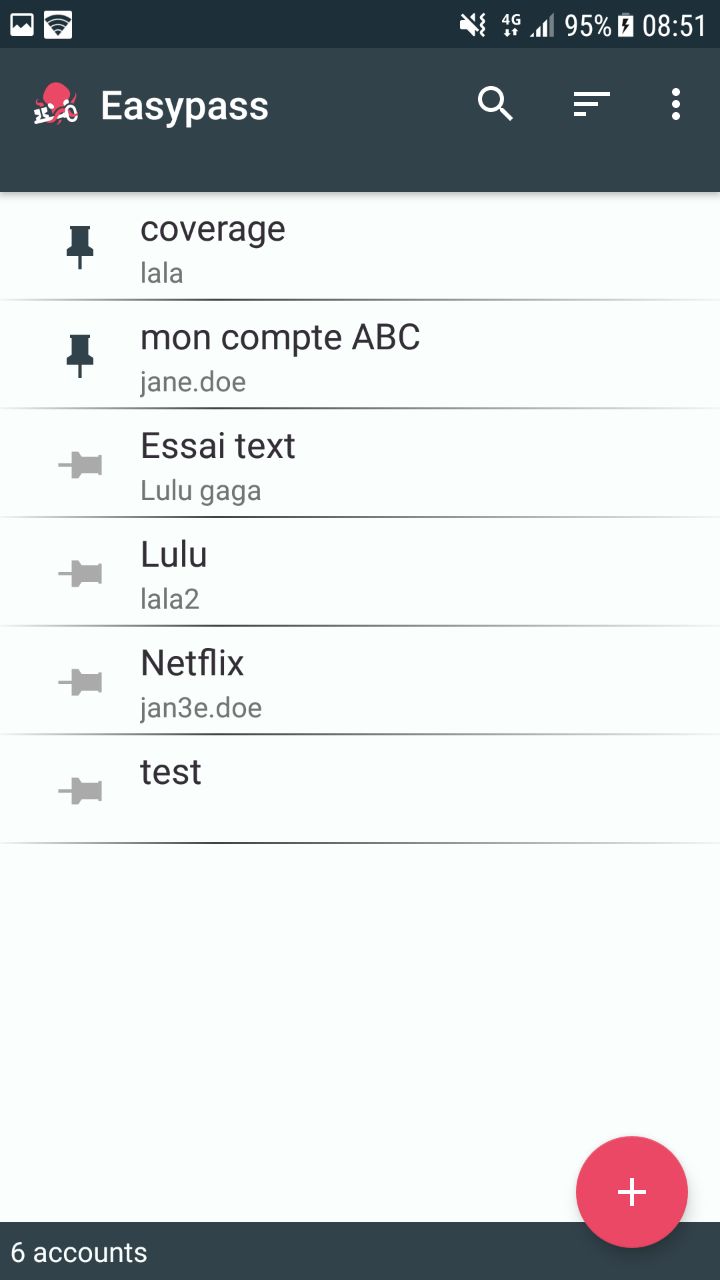 4G 95% 08:51
Easypass
coverage
lala
mon compte ABC
jane.doe
Essai text
Lulu gaga
Lulu
lala2
Netflix
jan3e.doe
test
6 accounts